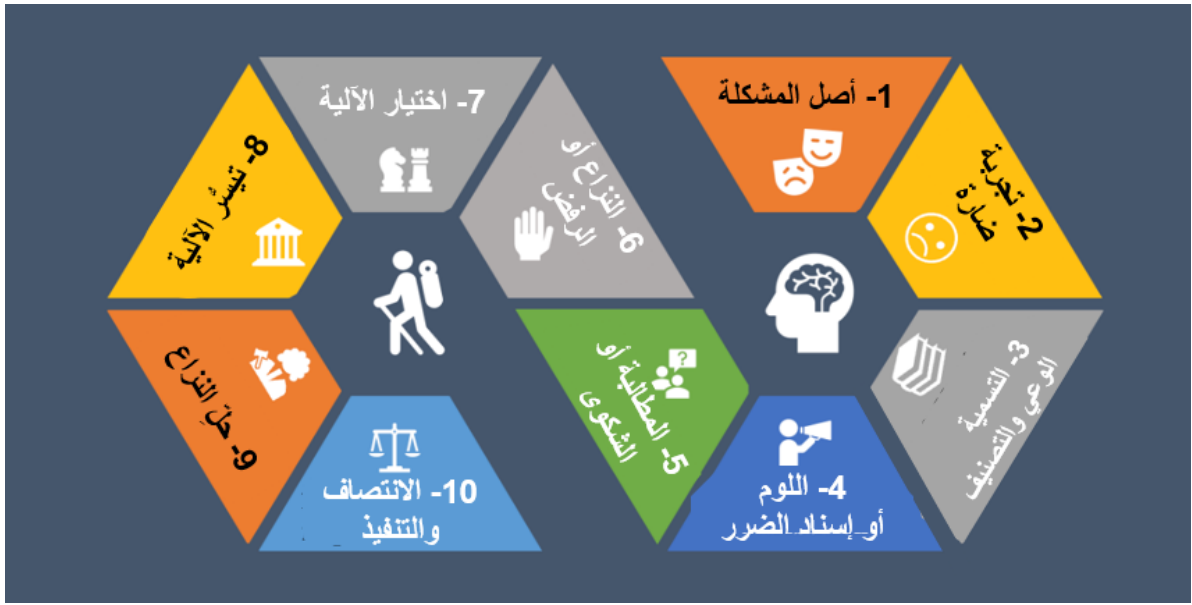 1- أصل المشكلة
2- تجربة
ضارة
3- التسمية
الوعي والتصنيف
4- اللوم
أو إسناد الضرر
5- المطالبة أو
الشكوى
6- النزاع أو
الرفض
7- اختيار الآلية
8- تيسُّر الآلية
9- حلّ النزاع
10- الانتصاف
والتنفيذ
?